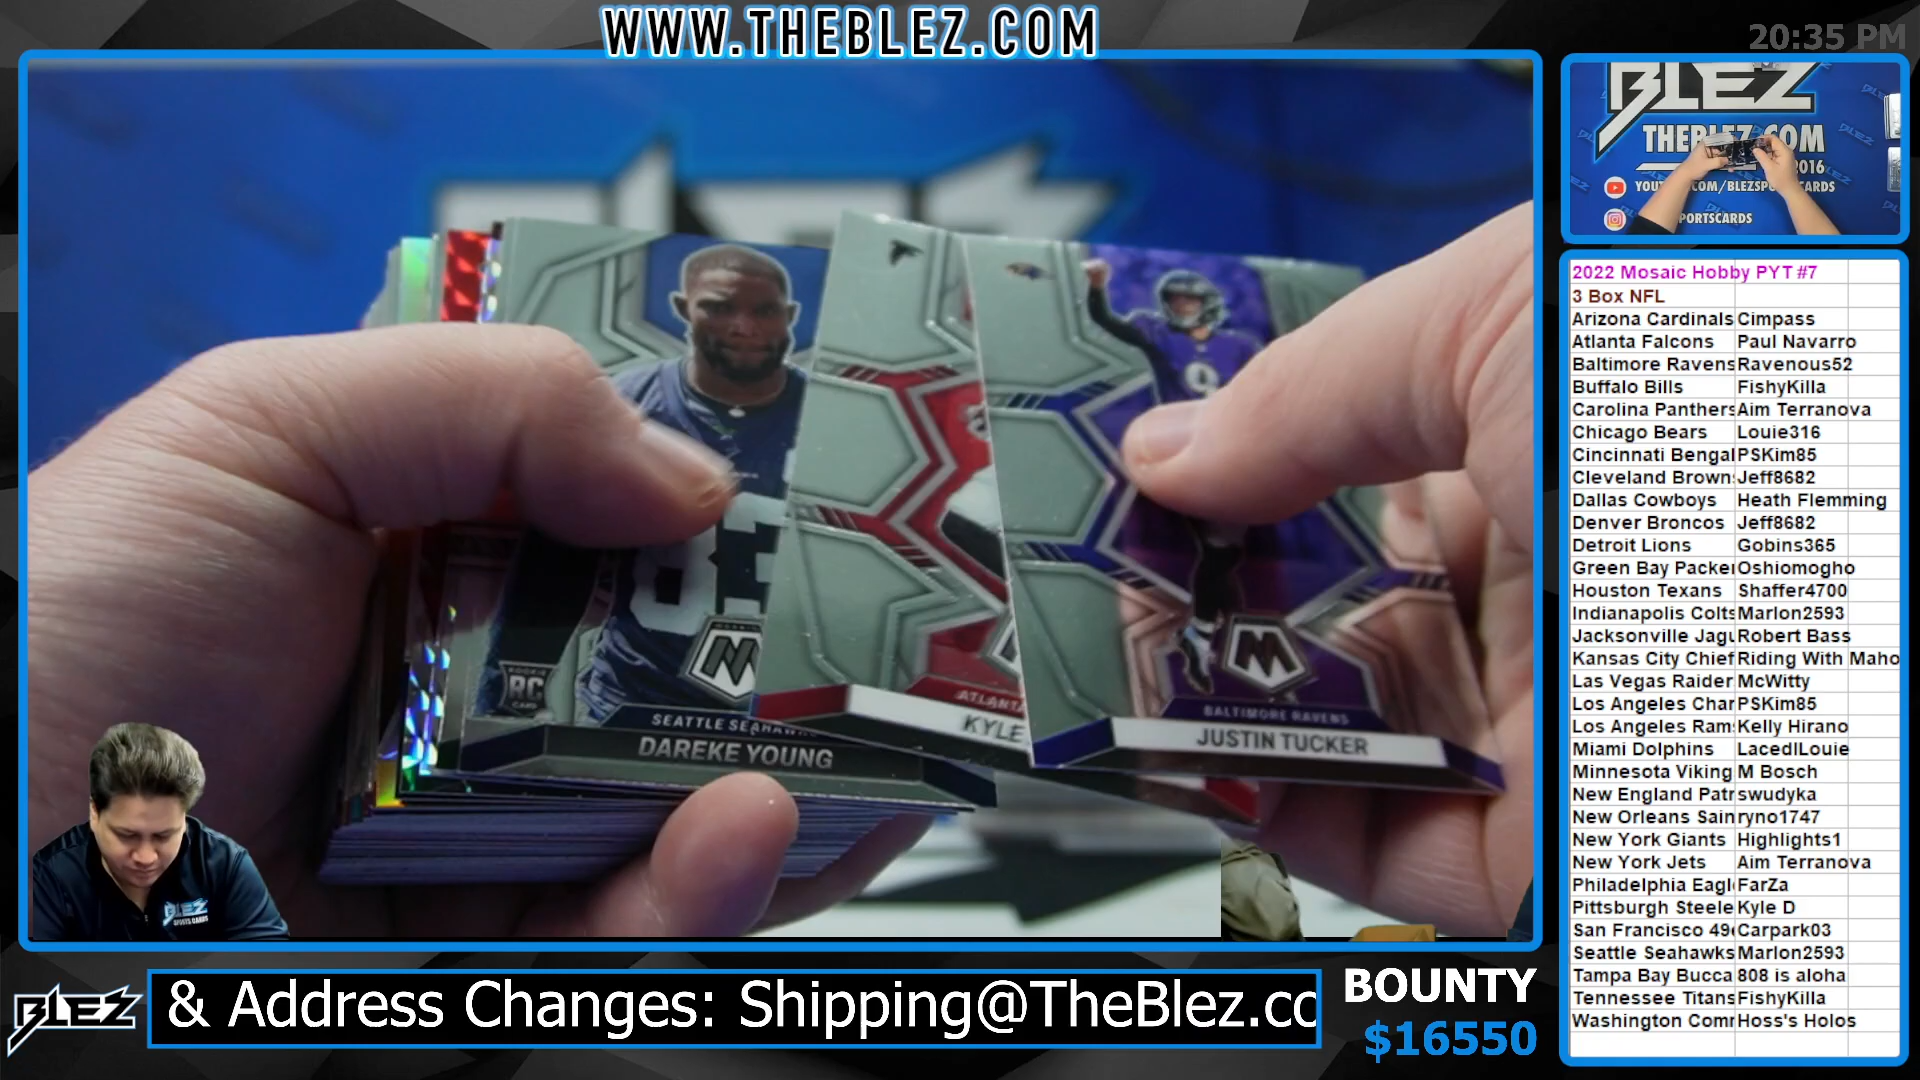 WWW.THEBLEZ.COM
20:35 PM
BLEZ
THEBLEZ.COM
2016
PORTSCARDS
SEATTLE SEAHAWK
DAREKE YOUNG
RC
CARD
ATLANTA
KYLE
BALTIMORE RAVENS
JUSTIN TUCKER
BLEZ
SPORTS CARDS
2022 Mosaic Hobby PYT #7
3 Box NFL
Arizona Cardinals Cimpass
Atlanta Falcons Paul Navarro
Baltimore Ravens Ravenous52
Buffalo Bills FishyKilla
Carolina Panthers Aim Terranova
Chicago Bears Louie316
Cincinnati Bengal PSKim85
Cleveland Brown Jeff8682
Dallas Cowboys Heath Flemming
Denver Broncos Jeff8682
Detroit Lions Gobins365
Green Bay Packe Oshiomogho
Houston Texans Shaffer4700
Indianapolis Colts Marlon2593
Jacksonville Jagu Robert Bass
Kansas City Chief Riding With Maho
Las Vegas Raider McWitty
Los Angeles Char PSKim85
Los Angeles Ram Kelly Hirano
Miami Dolphins LacedLouie
Minnesota Viking M Bosch
New England Patr swudyka
New Orleans Sain ryno1747
New York Giants Highlights1
New York Jets Aim Terranova
Philadelphia Eagl FarZa
Pittsburgh Steele Kyle D
San Francisco 49 Carpark03
Seattle Seahawks Marlon2593
Tampa Bay Bucca 808 is aloha
Tennessee Titans FishyKilla
Washington Com Hoss's Holos
BLEZ
& Address Changes: Shipping@TheBlez.co
BOUNTY
$16550